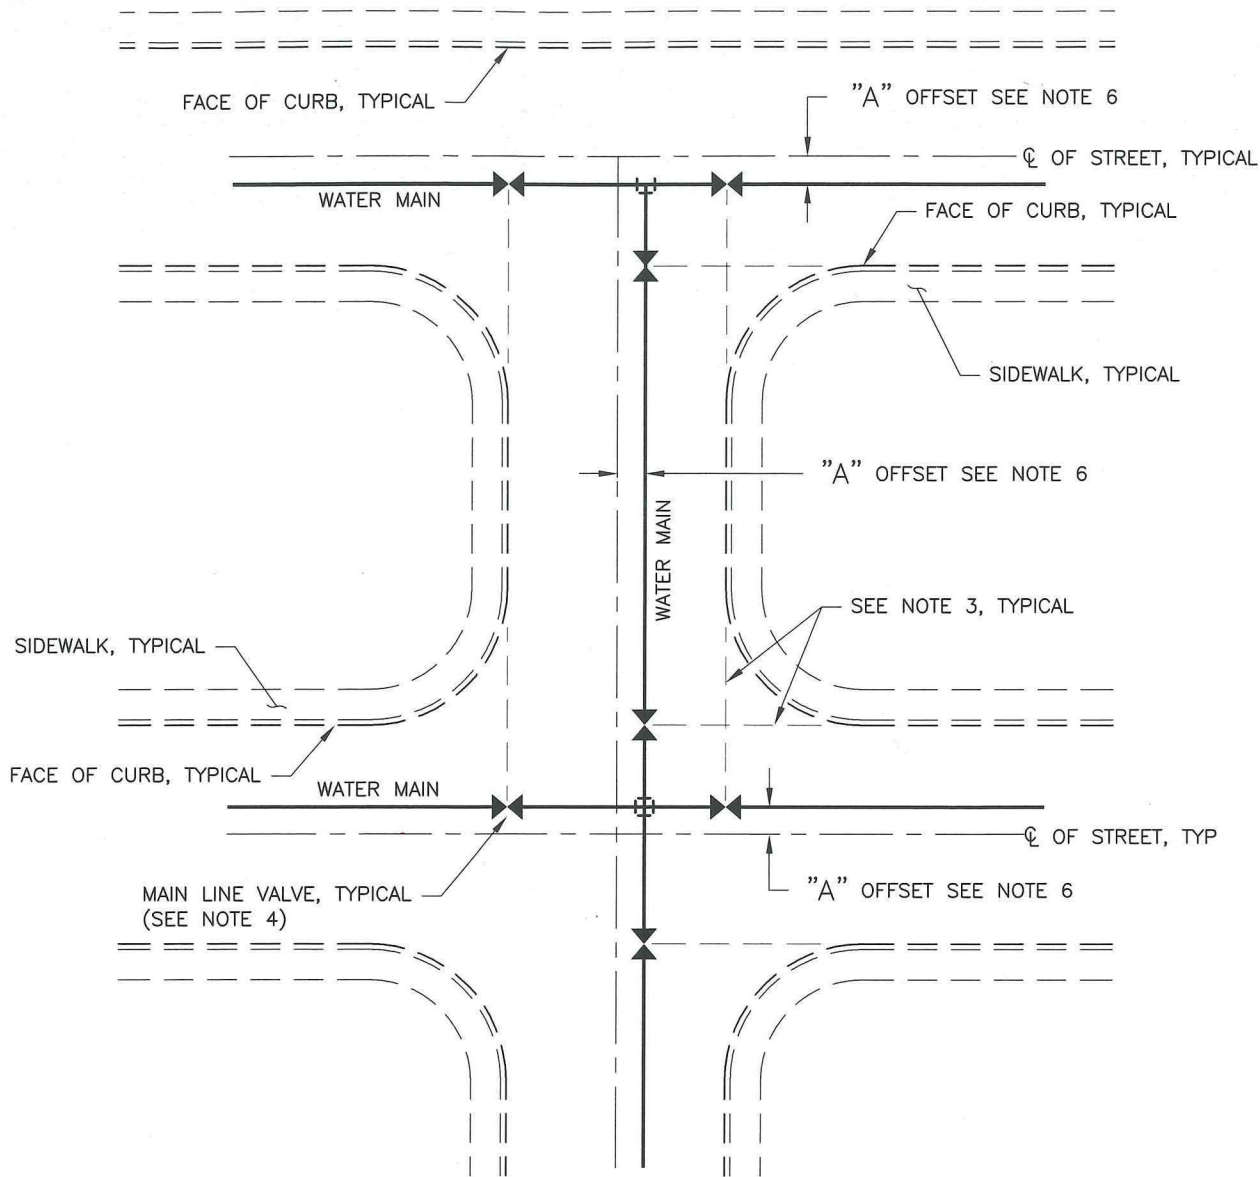 FACE OF CURB, TYPICAL
"A" OFFSET SEE NOTE 6
℄ OF STREET, TYPICAL
WATER MAIN
FACE OF CURB, TYPICAL
SIDEWALK, TYPICAL
"A" OFFSET SEE NOTE 6
WATER MAIN
SEE NOTE 3, TYPICAL
SIDEWALK, TYPICAL
FACE OF CURB, TYPICAL
WATER MAIN
℄ OF STREET, TYP
MAIN LINE VALVE, TYPICAL
(SEE NOTE 4)
"A" OFFSET SEE NOTE 6